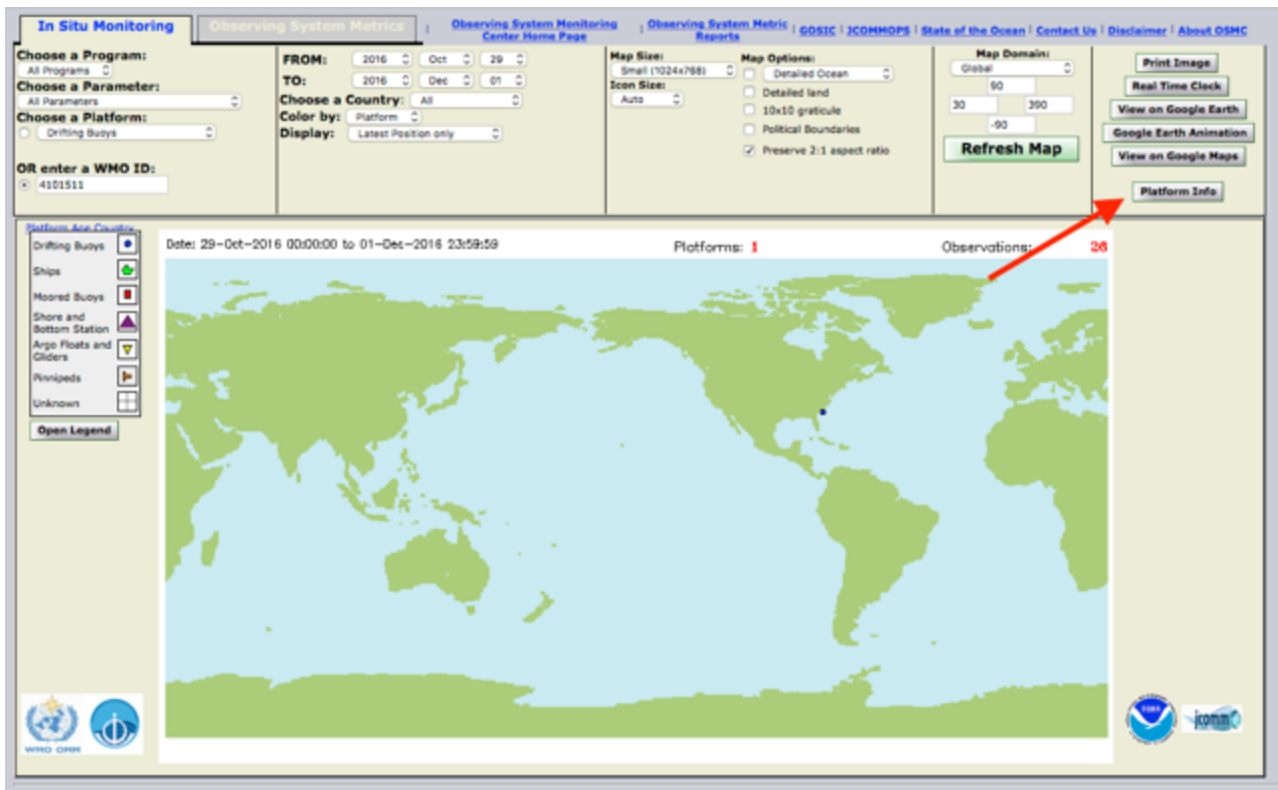 In Situ Monitoring
Observing System Metrics
Observing System Monitoring
Center Home Page
Observing System Metric
Reports
GOSIC | JCOMMOPS | State of the Ocean | Contact Us | Disclaimer | About OSMC
Choose a Program:
All Programs
Choose a Parameter:
All Parameters
Choose a Platform:
Drifting Buoys
OR enter a WMO ID:
4101511
FROM: 2016 Oct 29
TO: 2016 Dec 01
Choose a Country: All
Color by: Platform
Display: Latest Position only
Map Size:
Small (1024x768)
Icon Size:
Auto
Map Options:
Detailed Ocean
Detailed land
10x10 graticule
Political Boundaries
Preserve 2:1 aspect ratio
Map Domain:
Global
90
30 390
-90
Refresh Map
Print Image
Real Time Clock
View on Google Earth
Google Earth Animation
View on Google Maps
Platform Info
Platform Age Country
Drifting Buoys
Ships
Moored Buoys
Shore and
Bottom Station
Argo Floats and
Gliders
Pinnipeds
Unknown
Open Legend
Date: 29-Oct-2016 00:00:00 to 01-Dec-2016 23:59:59
Platforms: 1
Observations: 26
WMO OMM
jcomm